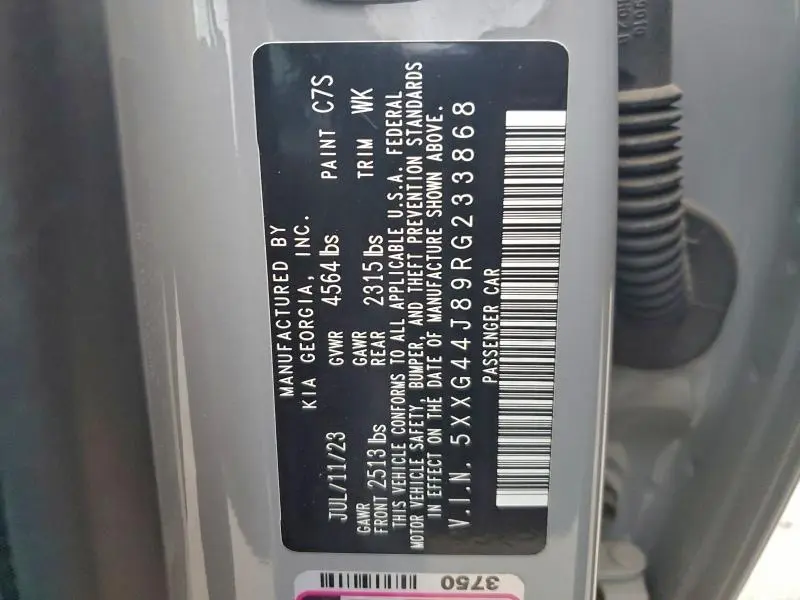 MANUFACTURED BY
KIA GEORGIA, INC.
JUL/11/23 GVWR 4564 lbs PAINT C7S
GAWR FRONT 2513 lbs GAWR REAR 2315 lbs TRIM WK
THIS VEHICLE CONFORMS TO ALL APPLICABLE U.S.A. FEDERAL
MOTOR VEHICLE SAFETY, BUMPER, AND THEFT PREVENTION STANDARDS
IN EFFECT ON THE DATE OF MANUFACTURE SHOWN ABOVE.
V.I.N. 5XXG44J89RG233868
PASSENGER CAR
3750